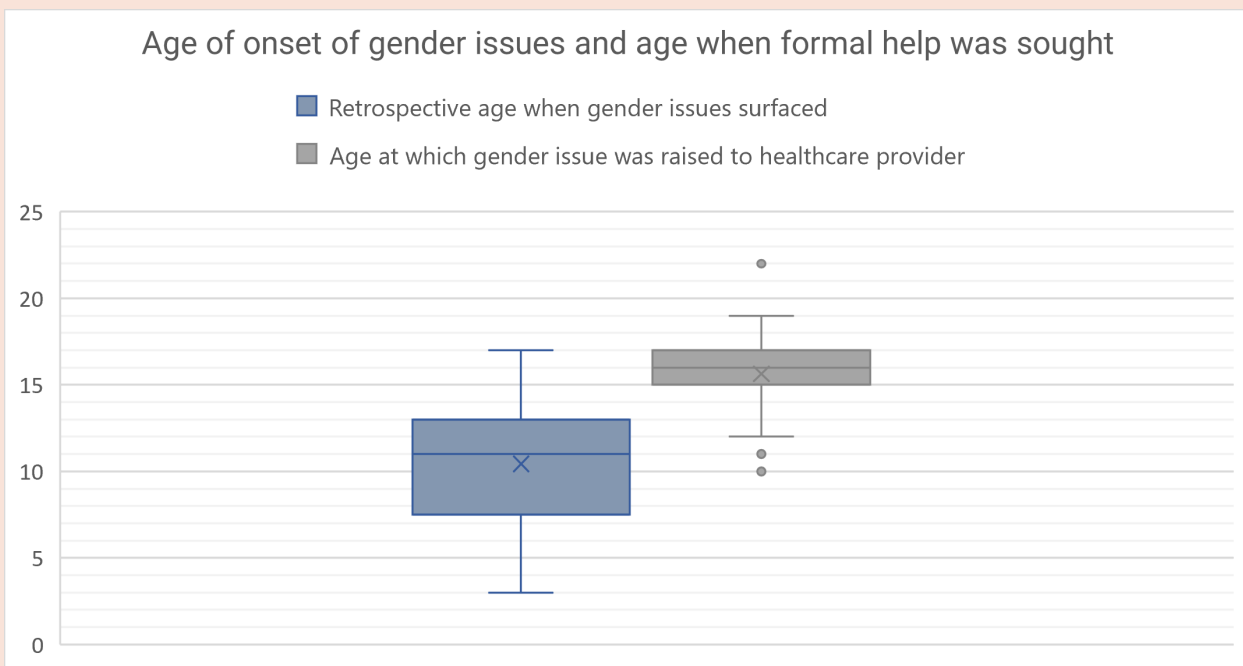 Age of onset of gender issues and age when formal help was sought
Retrospective age when gender issues surfaced
Age at which gender issue was raised to healthcare provider
25
20
15
10
5
0